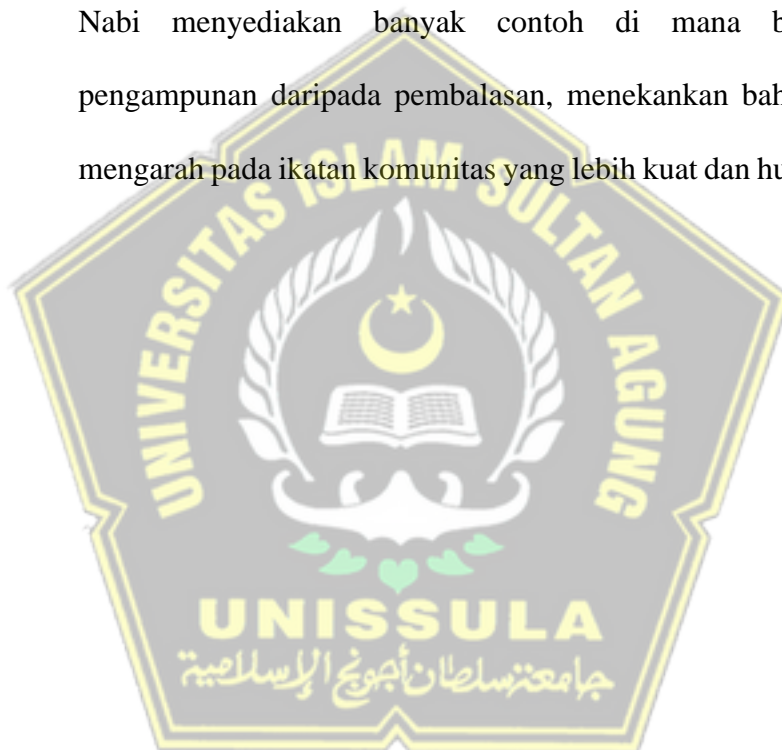 Nabi menyediakan banyak contoh di mana b
pengampunan daripada pembalasan, menekankan bah
mengarah pada ikatan komunitas yang lebih kuat dan hu
UNIVERSITAS ISLAM SULTAN AGUNG
UNISSULA
جامعة سلطان أجونج الإسلامية